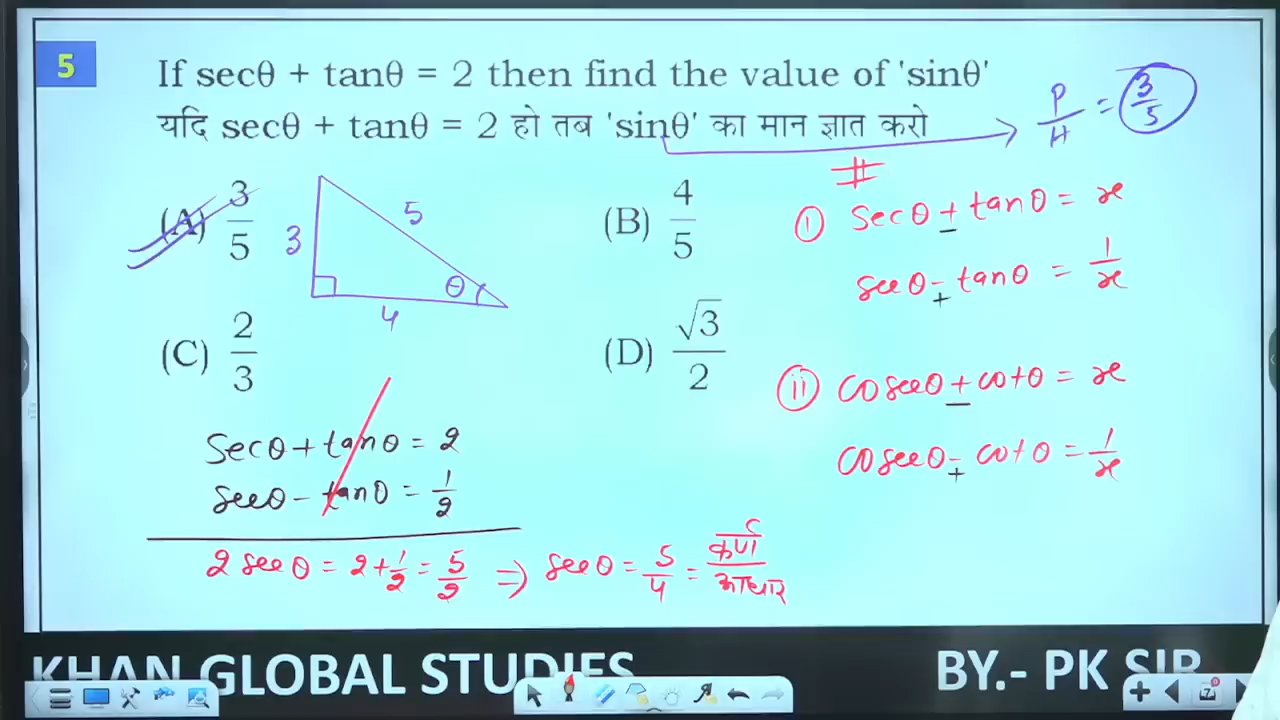 5
If secθ + tanθ = 2 then find the value of 'sinθ'
यदि secθ + tanθ = 2 हो तब 'sinθ' का मान ज्ञात करो
P/H = 3/5
(A) 3/5
(B) 4/5
(C) 2/3
(D) √3/2
3
5
4
θ
#
(i) secθ + tanθ = x
secθ - tanθ = 1/x
(ii) cosecθ + cotθ = x
cosecθ - cotθ = 1/x
secθ + tanθ = 2
secθ - tanθ = 1/2
2 secθ = 2 + 1/2 = 5/2 ⇒ secθ = 5/4 = कर्ण/आधार
KHAN GLOBAL STUDIES
BY.- PK SIR